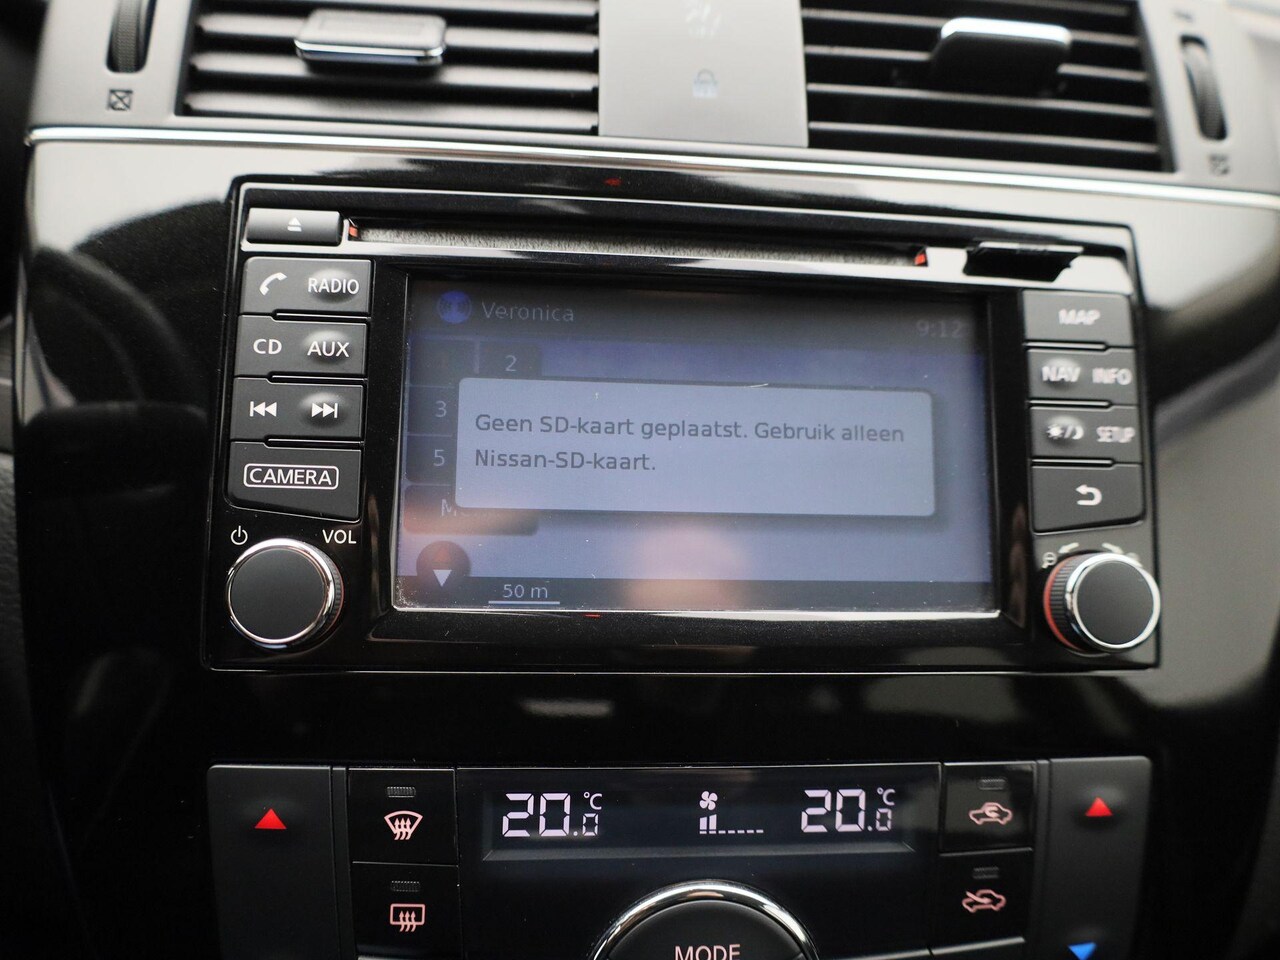 RADIO
CD AUX
CAMERA
VOL
Veronica
9:12
2
3
5
Geen SD-kaart geplaatst. Gebruik alleen
Nissan-SD-kaart.
50 m
MAP
NAV INFO
SETUP
20.0 °C
20.0 °C
MODE